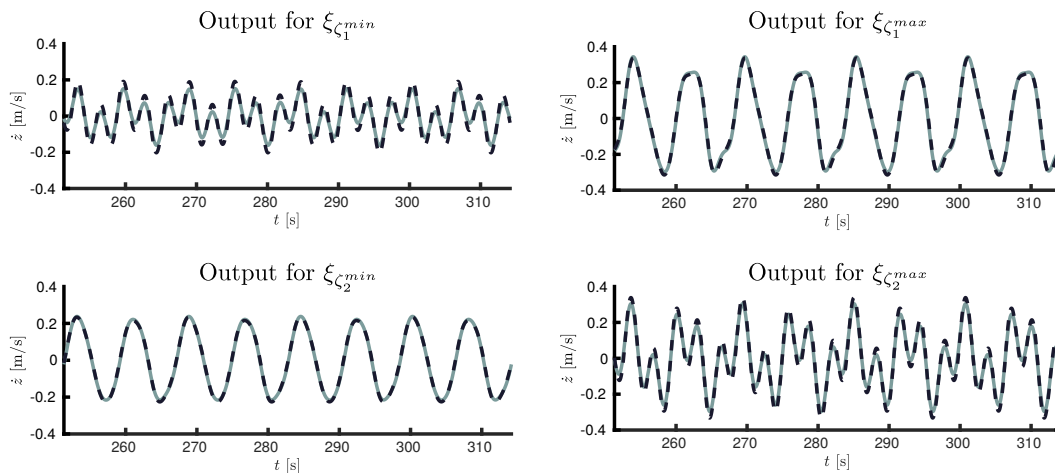 Output for ξ_{ζ_1^{min}}
0.4
0.2
0
-0.2
-0.4
ż [m/s]
260 270 280 290 300 310
t [s]
Output for ξ_{ζ_1^{max}}
0.4
0.2
0
-0.2
-0.4
ż [m/s]
260 270 280 290 300 310
t [s]
Output for ξ_{ζ_2^{min}}
0.4
0.2
0
-0.2
-0.4
ż [m/s]
260 270 280 290 300 310
t [s]
Output for ξ_{ζ_2^{max}}
0.4
0.2
0
-0.2
-0.4
ż [m/s]
260 270 280 290 300 310
t [s]